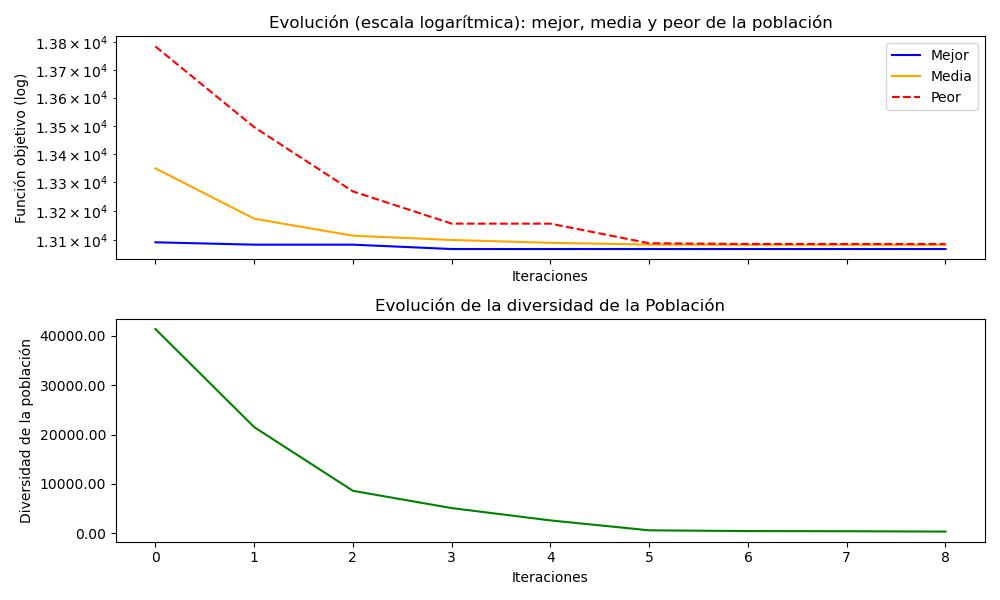 Evolución (escala logarítmica): mejor, media y peor de la población
Función objetivo (log)
1.38 × 10⁴
1.37 × 10⁴
1.36 × 10⁴
1.35 × 10⁴
1.34 × 10⁴
1.33 × 10⁴
1.32 × 10⁴
1.31 × 10⁴
Mejor
Media
Peor
Iteraciones
Evolución de la diversidad de la Población
Diversidad de la población
40000.00
30000.00
20000.00
10000.00
0.00
0 1 2 3 4 5 6 7 8
Iteraciones